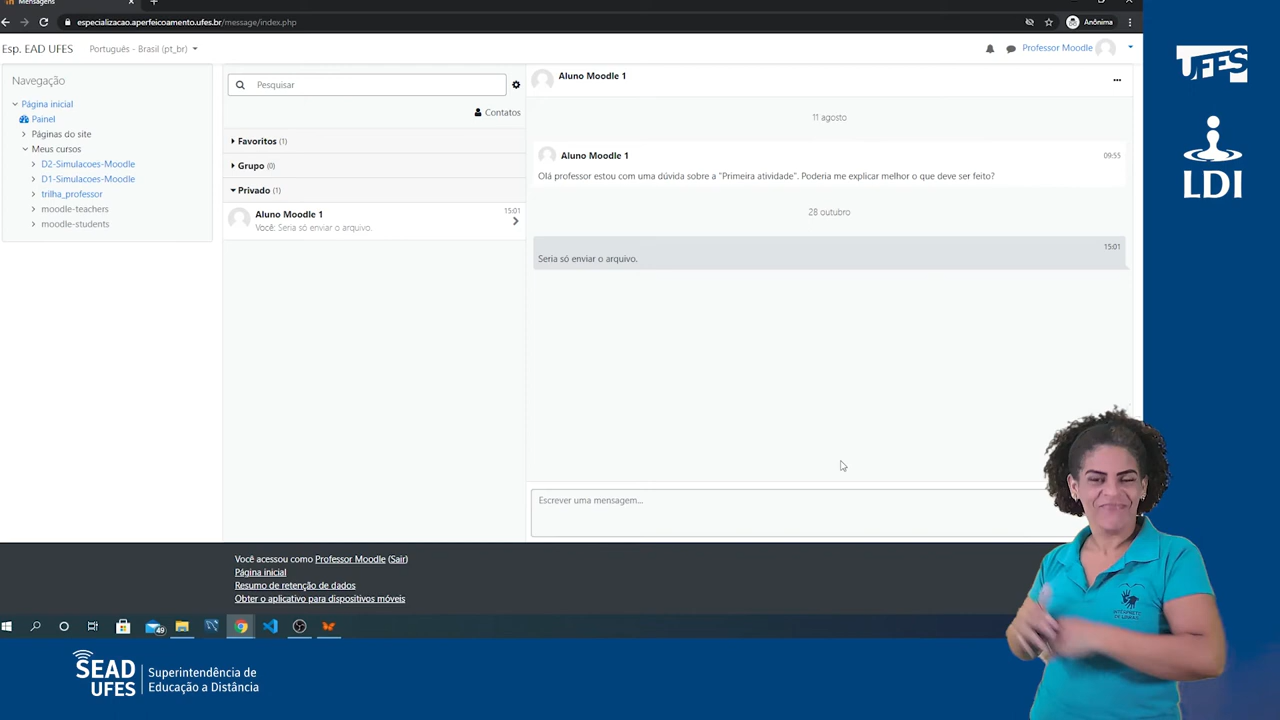 Mensagens
especializacao.aperfeicoamento.ufes.br/message/index.php
Anônima
Esp. EAD UFES
Português - Brasil (pt_br)
Professor Moodle
Navegação
Página inicial
Painel
Páginas do site
Meus cursos
D2-Simulacoes-Moodle
D1-Simulacoes-Moodle
trilha_professor
moodle-teachers
moodle-students
Pesquisar
Contatos
Favoritos (1)
Grupo (0)
Privado (1)
Aluno Moodle 1
15:01
Você: Seria só enviar o arquivo.
Aluno Moodle 1
11 agosto
Aluno Moodle 1
09:55
Olá professor estou com uma dúvida sobre a "Primeira atividade". Poderia me explicar melhor o que deve ser feito?
28 outubro
15:01
Seria só enviar o arquivo.
Escrever uma mensagem...
Você acessou como Professor Moodle (Sair)
Página inicial
Resumo de retenção de dados
Obter o aplicativo para dispositivos móveis
49
UFES
LDI
INTÉRPRETE
DE LIBRAS
SEAD
UFES
Superintendência de
Educação a Distância